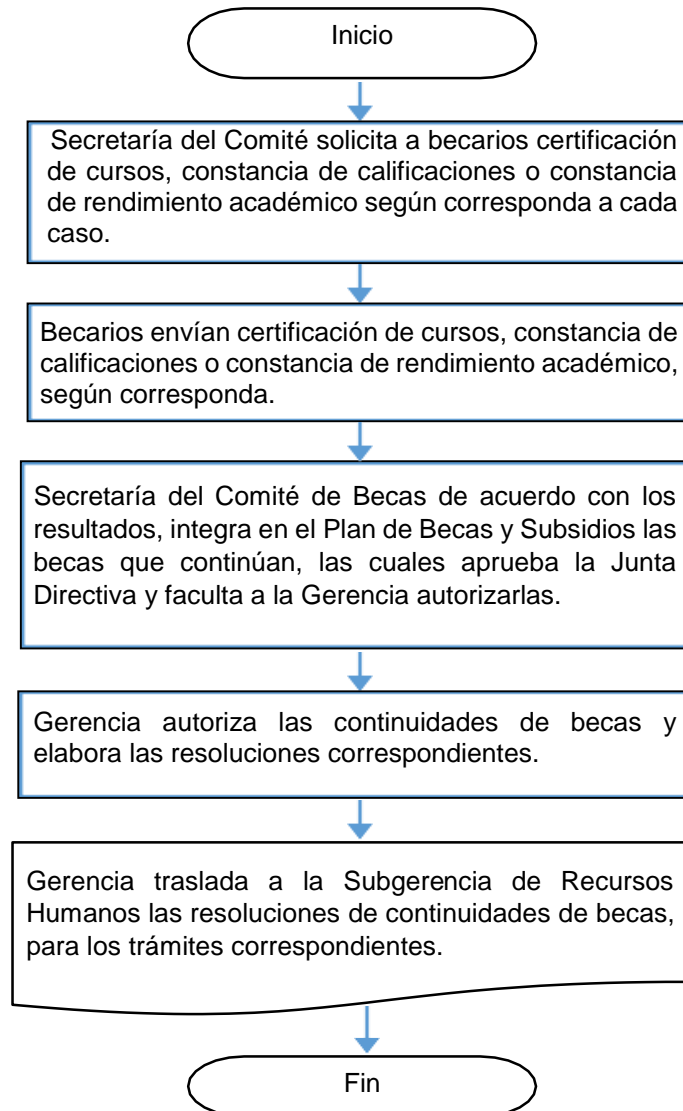 Inicio
Secretaría del Comité solicita a becarios certificación
de cursos, constancia de calificaciones o constancia
de rendimiento académico según corresponda a cada
caso.
Becarios envían certificación de cursos, constancia de
calificaciones o constancia de rendimiento académico,
según corresponda.
Secretaría del Comité de Becas de acuerdo con los
resultados, integra en el Plan de Becas y Subsidios las
becas que continúan, las cuales aprueba la Junta
Directiva y faculta a la Gerencia autorizarlas.
Gerencia autoriza las continuidades de becas y
elabora las resoluciones correspondientes.
Gerencia traslada a la Subgerencia de Recursos
Humanos las resoluciones de continuidades de becas,
para los trámites correspondientes.
Fin